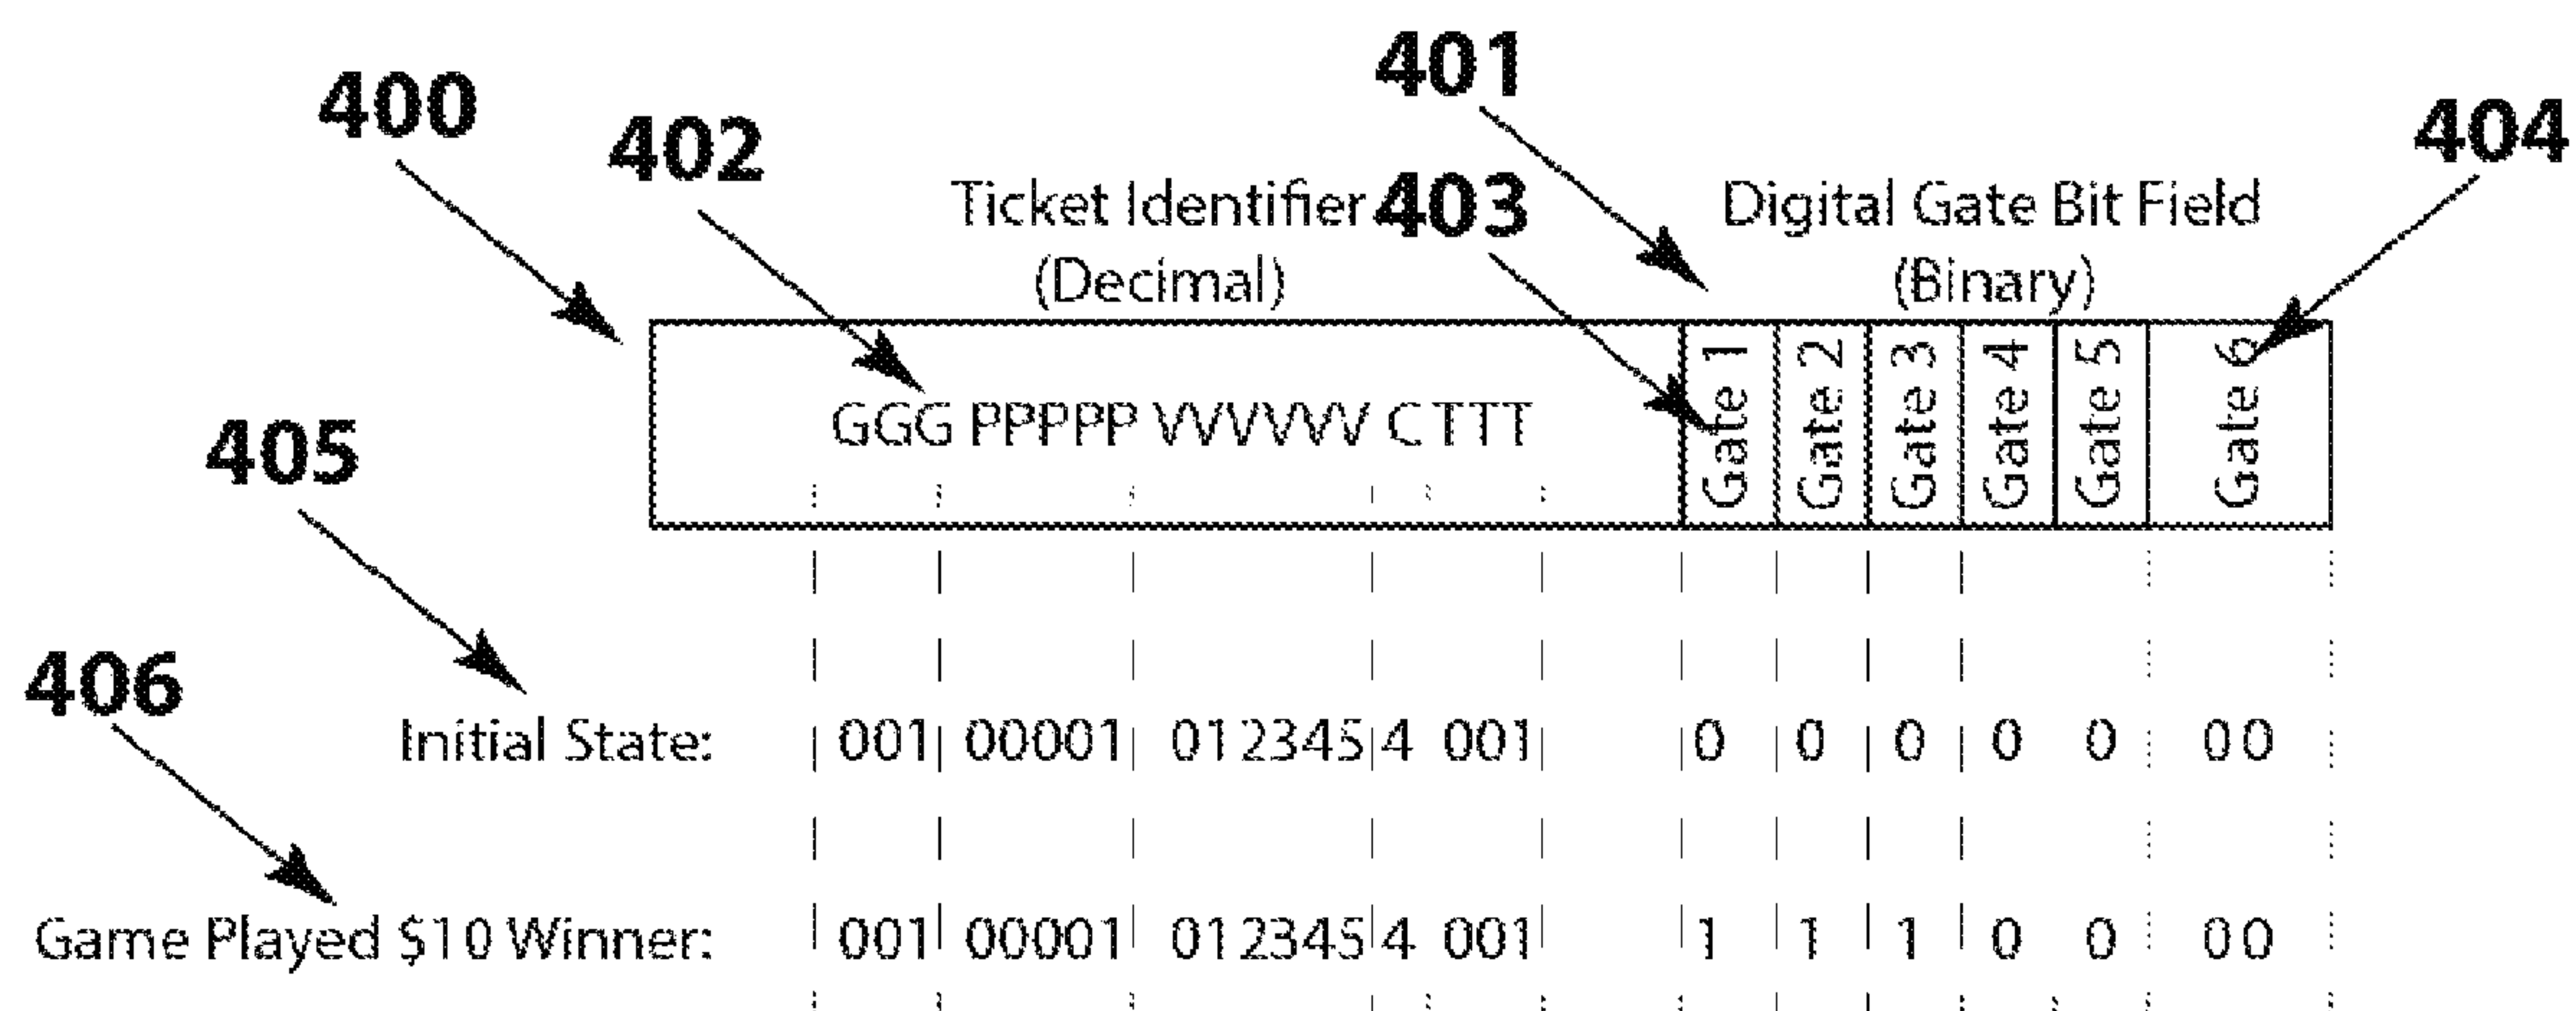 401
400
404
402
Ticket Identifier 403 Digital Gate Bit Field
(Decimal) (Binary)
GGG PPPPP VVVVVV C TTT Gate 1 Gate 2 Gate 3 Gate 4 Gate 5 Gate 6
405
406
Initial State: 001 00001 012345 4 001 0 0 0 0 0 00
Game Played $10 Winner: 001 00001 012345 4 001 1 1 1 0 0 00